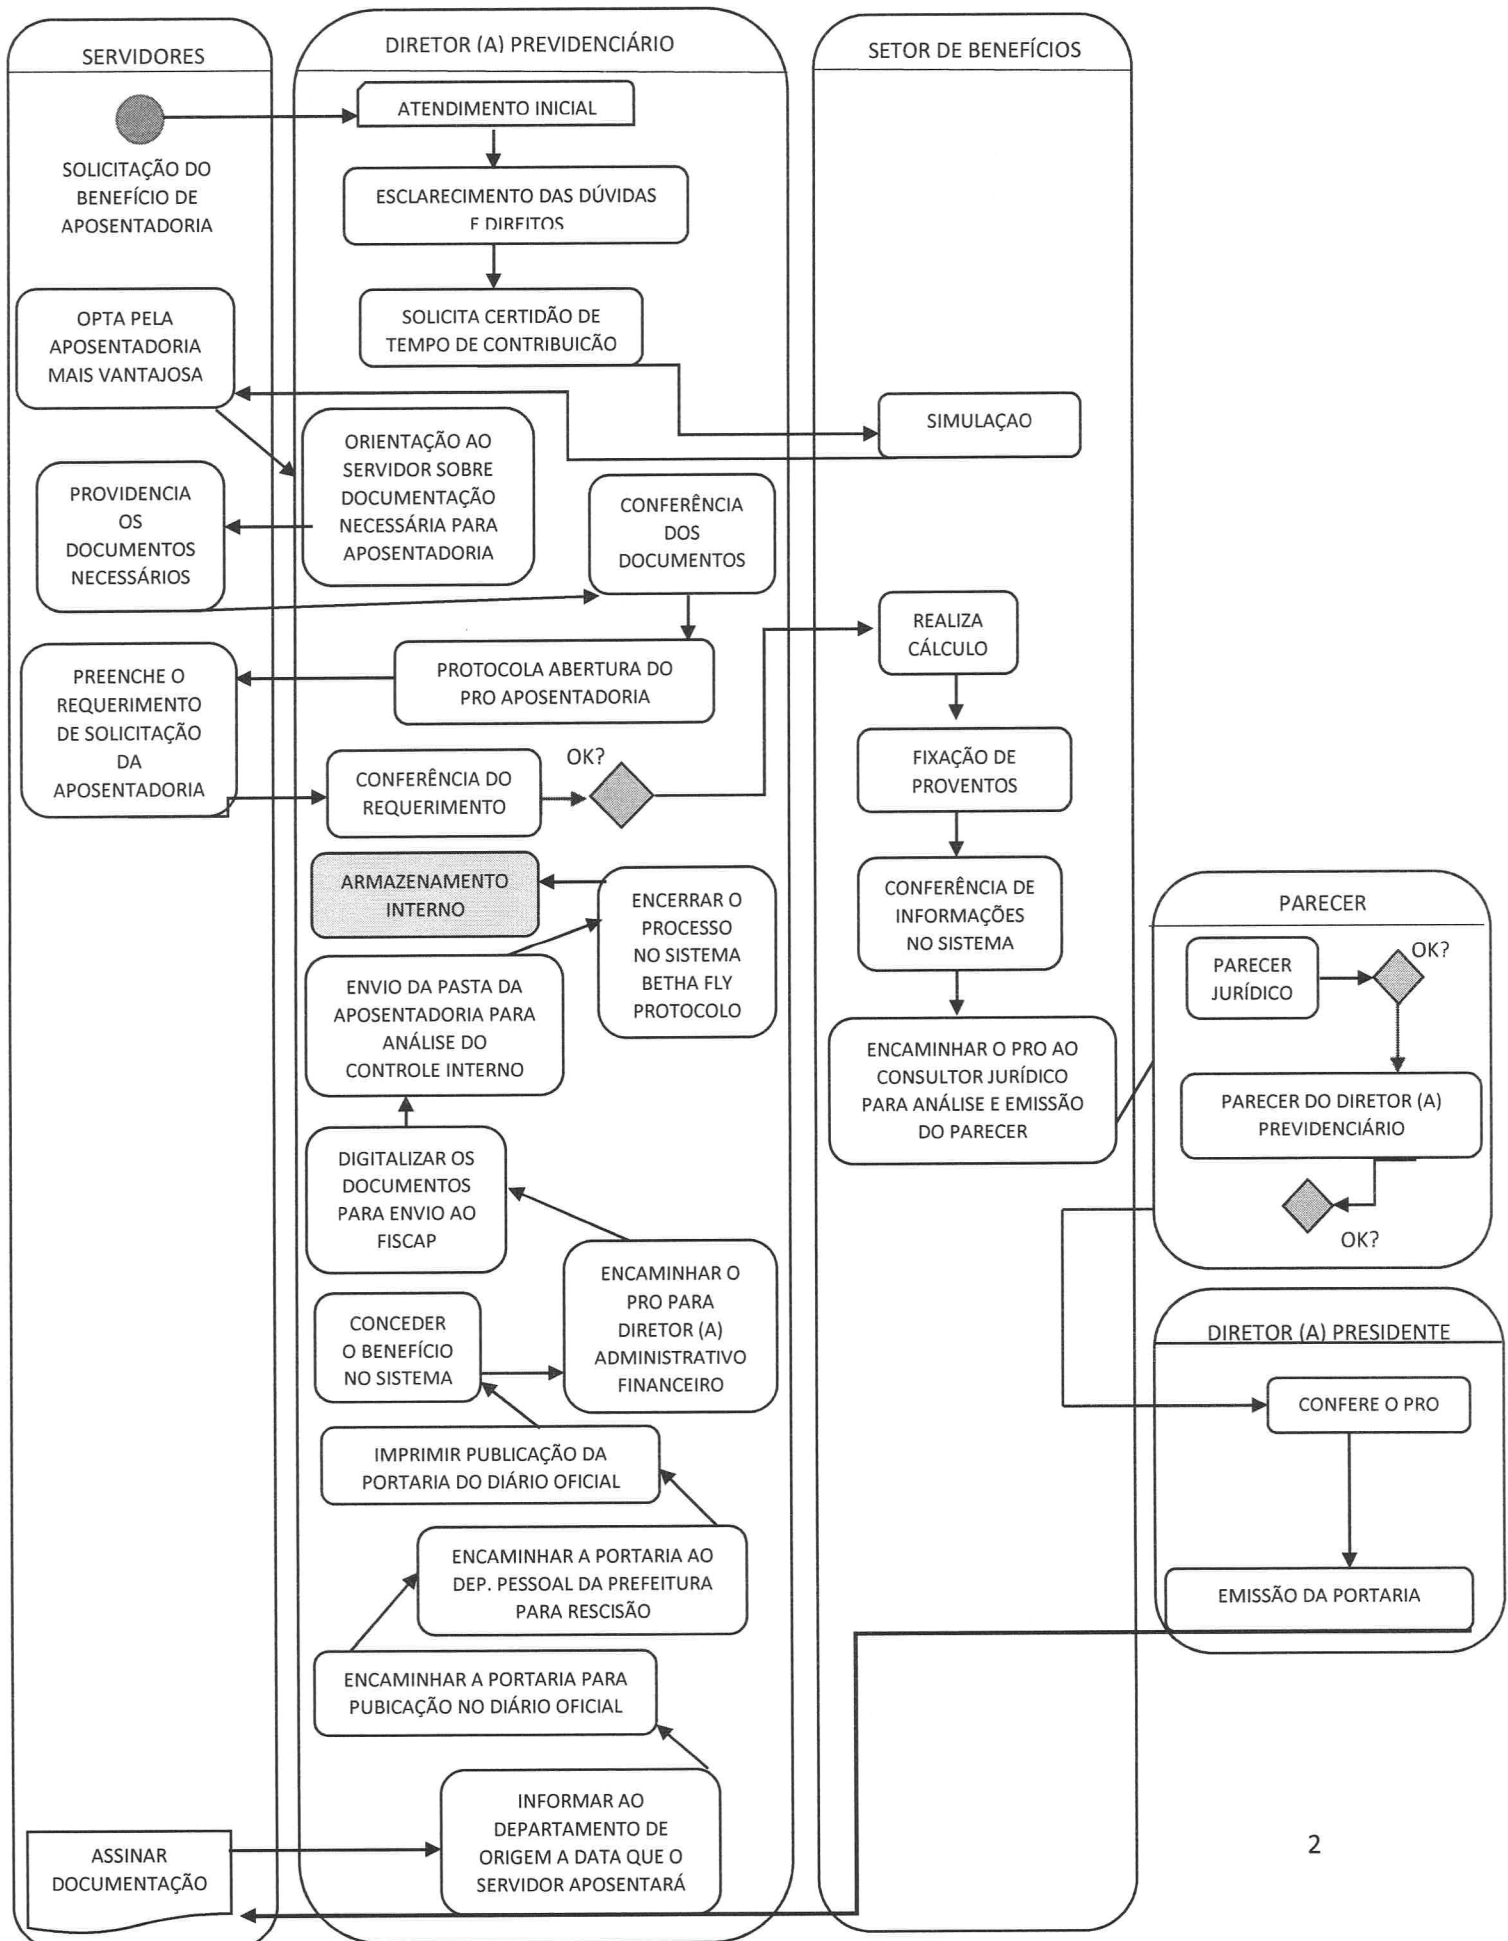 SERVIDORES
SOLICITAÇÃO DO
BENEFÍCIO DE
APOSENTADORIA
OPTA PELA
APOSENTADORIA
MAIS VANTAJOSA
PROVIDENCIA
OS
DOCUMENTOS
NECESSÁRIOS
PREENCHE O
REQUERIMENTO
DE SOLICITAÇÃO
DA
APOSENTADORIA
ASSINAR
DOCUMENTAÇÃO
DIRETOR (A) PREVIDENCIÁRIO
ATENDIMENTO INICIAL
ESCLARECIMENTO DAS DÚVIDAS
E DIREITOS
SOLICITA CERTIDÃO DE
TEMPO DE CONTRIBUICÃO
ORIENTAÇÃO AO
SERVIDOR SOBRE
DOCUMENTAÇÃO
NECESSÁRIA PARA
APOSENTADORIA
CONFERÊNCIA
DOS
DOCUMENTOS
PROTOCOLA ABERTURA DO
PRO APOSENTADORIA
CONFERÊNCIA DO
REQUERIMENTO
OK?
ARMAZENAMENTO
INTERNO
ENCERRAR O
PROCESSO
NO SISTEMA
BETHA FLY
PROTOCOLO
ENVIO DA PASTA DA
APOSENTADORIA PARA
ANÁLISE DO
CONTROLE INTERNO
DIGITALIZAR OS
DOCUMENTOS
PARA ENVIO AO
FISCAP
ENCAMINHAR O
PRO PARA
DIRETOR (A)
ADMINISTRATIVO
FINANCEIRO
CONCEDER
O BENEFÍCIO
NO SISTEMA
IMPRIMIR PUBLICAÇÃO DA
PORTARIA DO DIÁRIO OFICIAL
ENCAMINHAR A PORTARIA AO
DEP. PESSOAL DA PREFEITURA
PARA RESCISÃO
ENCAMINHAR A PORTARIA PARA
PUBICAÇÃO NO DIÁRIO OFICIAL
INFORMAR AO
DEPARTAMENTO DE
ORIGEM A DATA QUE O
SERVIDOR APOSENTARÁ
SETOR DE BENEFÍCIOS
SIMULAÇAO
REALIZA
CÁLCULO
FIXAÇÃO DE
PROVENTOS
CONFERÊNCIA DE
INFORMAÇÕES
NO SISTEMA
ENCAMINHAR O PRO AO
CONSULTOR JURÍDICO
PARA ANÁLISE E EMISSÃO
DO PARECER
PARECER
PARECER
JURÍDICO
OK?
PARECER DO DIRETOR (A)
PREVIDENCIÁRIO
OK?
DIRETOR (A) PRESIDENTE
CONFERE O PRO
EMISSÃO DA PORTARIA
2